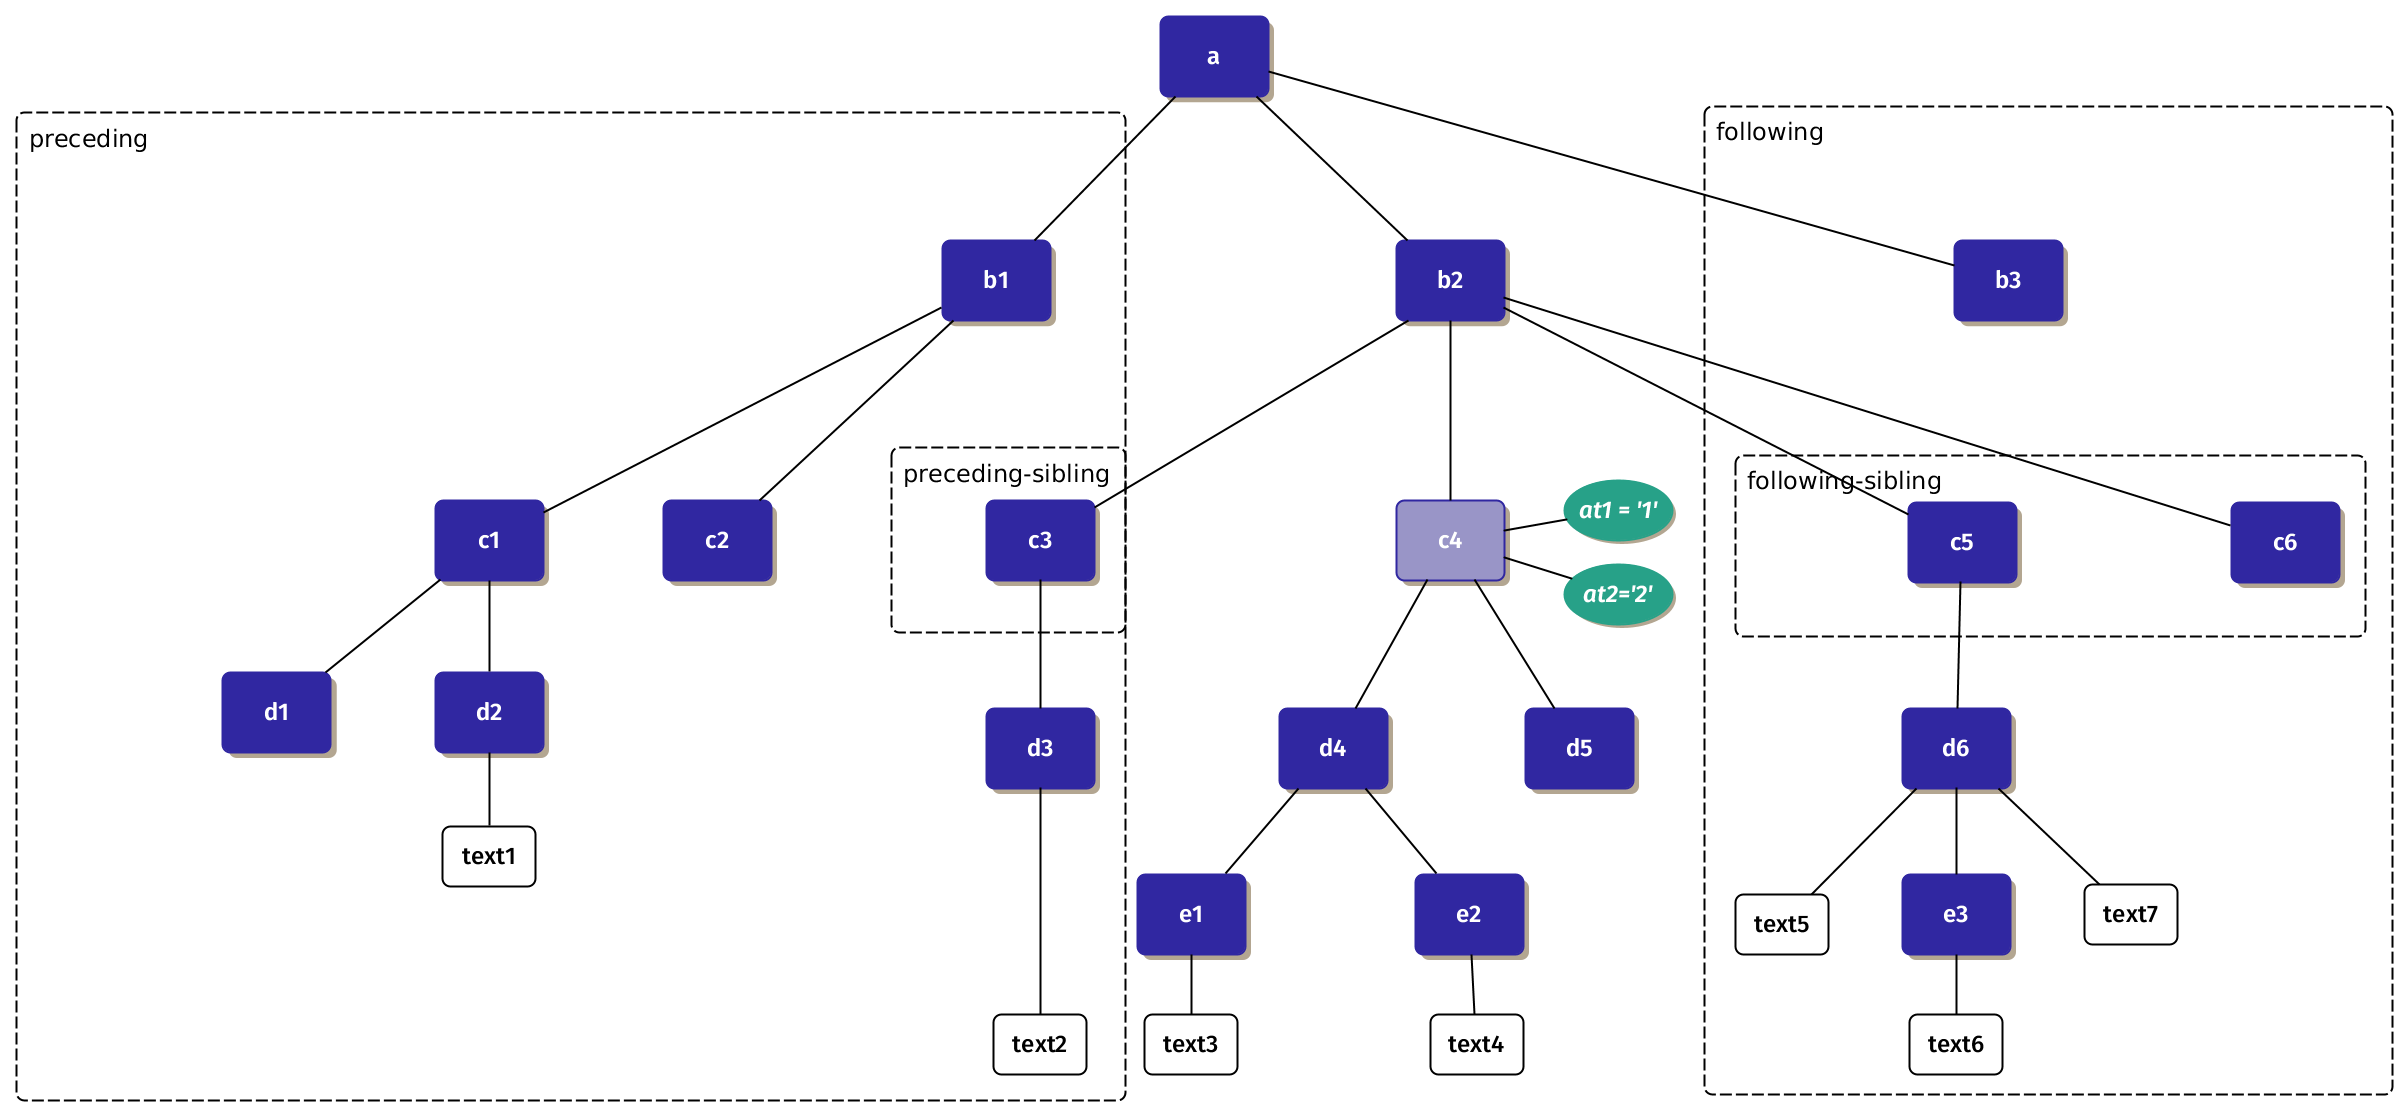 a
preceding
following
b1
b2
b3
preceding-sibling
following-sibling
c1
c2
c3
c4
at1 = '1'
at2='2'
c5
c6
d1
d2
d3
d4
d5
d6
text1
e1
e2
text5
e3
text7
text2
text3
text4
text6